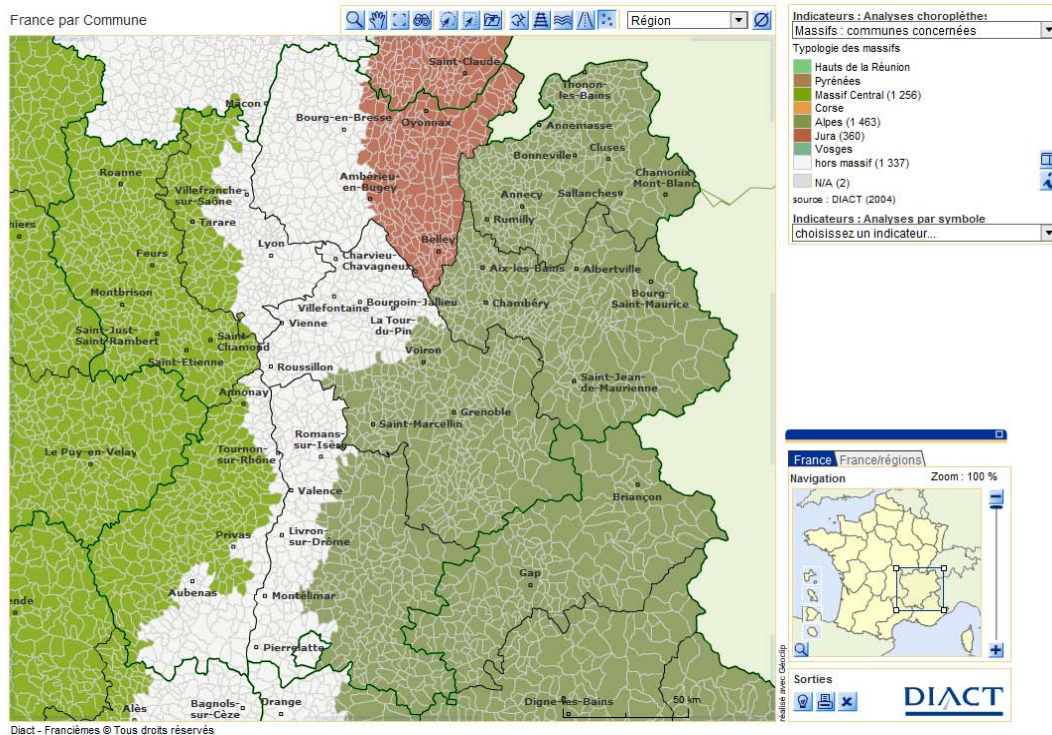 France par Commune
Région
Saint-Claude
Thonon-
les-Bains
Mâcon
Bourg-en-Bresse
Oyonnax
Annemasse
Bonneville
Cluses
Roanne
Ambérieu-
en-Bugey
Chamonix
Mont-Blanc
Villefranche-
sur-Saône
Annecy
Sallanches
Tarare
Rumilly
niers
Lyon
Belley
Feurs
Charvieu-
Chavagneux
Aix-les-Bains
Albertville
Montbrison
Villefontaine
Bourgoin-Jallieu
Chambéry
Bourg-
Saint-Maurice
Saint-Just
Saint-Rambert
Vienne
La Tour-
du-Pin
Saint-
Chamond
Saint-Etienne
Voiron
Roussillon
Saint-Jean-
de-Maurienne
Annonay
Grenoble
Saint-Marcellin
Romans-
sur-Isère
Le Puy-en-Velay
Tournon-
sur-Rhône
Valence
Briançon
Privas
Livron-
sur-Drôme
Gap
Aubenas
Montélimar
ende
Pierrelatte
Alès
Bagnols-
sur-Cèze
Orange
Digne-les-Bains
50 km
réalisé avec Géoclip
Diact - Francièmes © Tous droits réservés
Indicateurs : Analyses choroplèthes
Massifs : communes concernées
Typologie des massifs
Hauts de la Réunion
Pyrénées
Massif Central (1 256)
Corse
Alpes (1 463)
Jura (360)
Vosges
hors massif (1 337)
N/A (2)
source : DIACT (2004)
Indicateurs : Analyses par symbole
choisissez un indicateur...
France France/régions
Navigation Zoom : 100 %
Sorties
DIACT